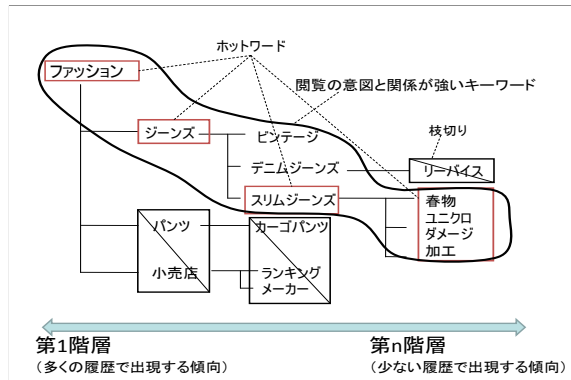 ホットワード
ファッション
閲覧の意図と関係が強いキーワード
枝切り
ジーンズ
ビンテージ
デニムジーンズ
リーバイス
スリムジーンズ
春物
ユニクロ
ダメージ
加工
パンツ
カーゴパンツ
小売店
ランキング
メーカー
第1階層
(多くの履歴で出現する傾向)
第n階層
(少ない履歴で出現する傾向)